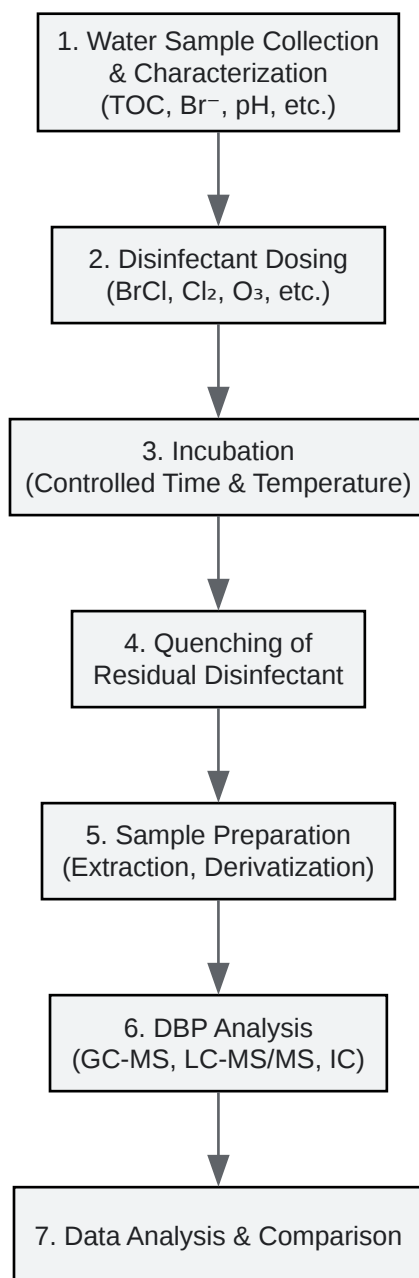 1. Water Sample Collection
& Characterization
(TOC, Br⁻, pH, etc.)
2. Disinfectant Dosing
(BrCl, Cl₂, O₃, etc.)
3. Incubation
(Controlled Time & Temperature)
4. Quenching of
Residual Disinfectant
5. Sample Preparation
(Extraction, Derivatization)
6. DBP Analysis
(GC-MS, LC-MS/MS, IC)
7. Data Analysis & Comparison